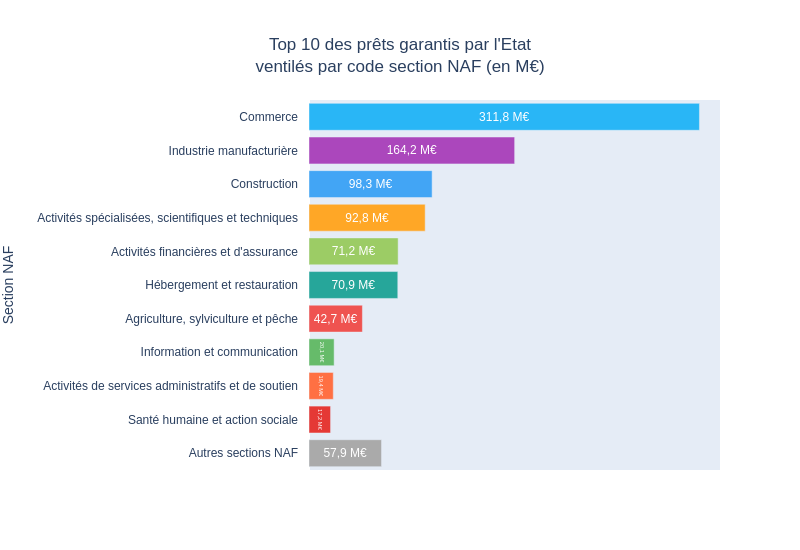 Top 10 des prêts garantis par l'Etat
ventilés par code section NAF (en M€)
Section NAF
Commerce 311,8 M€
Industrie manufacturière 164,2 M€
Construction 98,3 M€
Activités spécialisées, scientifiques et techniques 92,8 M€
Activités financières et d'assurance 71,2 M€
Hébergement et restauration 70,9 M€
Agriculture, sylviculture et pêche 42,7 M€
Information et communication
Activités de services administratifs et de soutien
Santé humaine et action sociale 17,2 M€
Autres sections NAF 57,9 M€